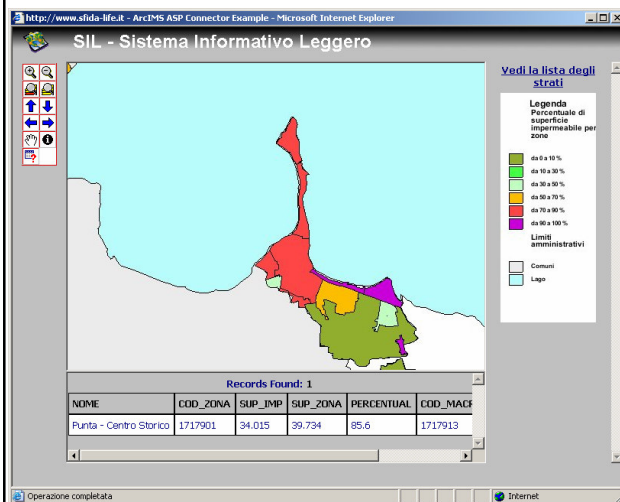 http://www.sfida-life.it - ArcIMS ASP Connector Example - Microsoft Internet Explorer
SIL - Sistema Informativo Leggero
Vedi la lista degli
strati
Legenda
Percentuale di
superficie
impermeabile per
zone
da 0 a 10 %
da 10 a 30 %
da 30 a 50 %
da 50 a 70 %
da 70 a 90 %
da 90 a 100 %
Limiti
amministrativi
Comuni
Lago
Records Found: 1
NOME COD_ZONA SUP_IMP SUP_ZONA PERCENTUAL COD_MACR
Punta - Centro Storico 1717901 34.015 39.734 85.6 1717913
Operazione completata
Internet